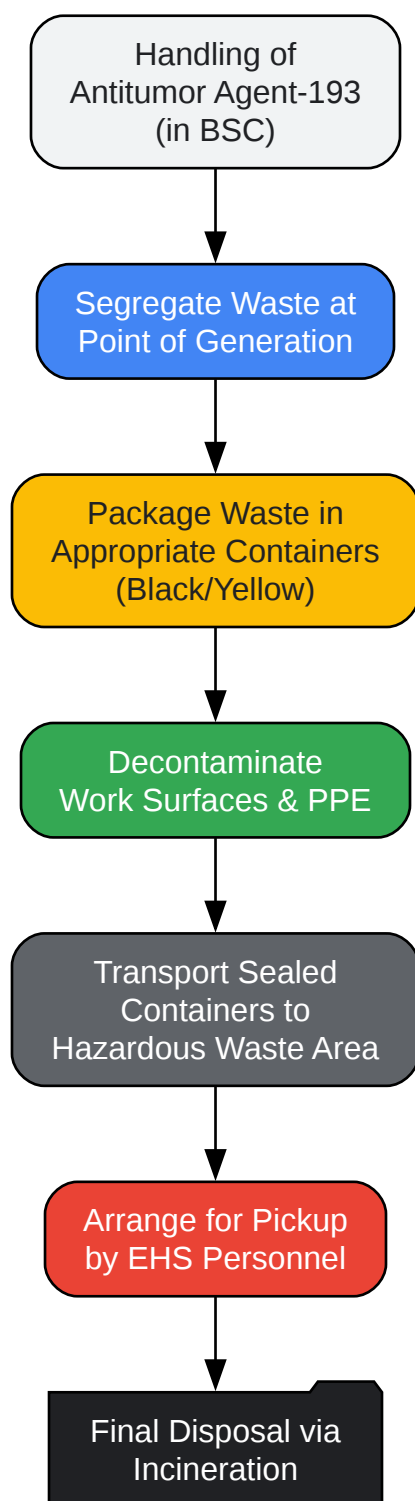 Handling of
Antitumor Agent-193
(in BSC)
Segregate Waste at
Point of Generation
Package Waste in
Appropriate Containers
(Black/Yellow)
Decontaminate
Work Surfaces & PPE
Transport Sealed
Containers to
Hazardous Waste Area
Arrange for Pickup
by EHS Personnel
Final Disposal via
Incineration